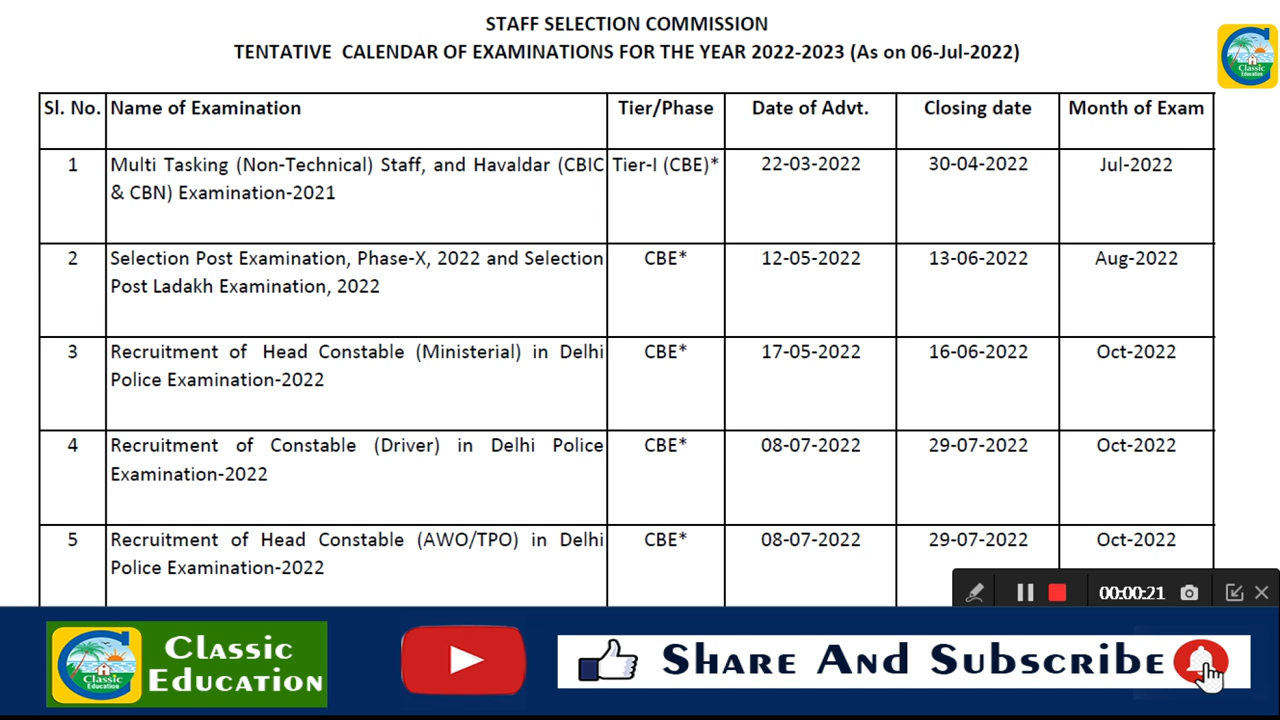 STAFF SELECTION COMMISSION
TENTATIVE CALENDAR OF EXAMINATIONS FOR THE YEAR 2022-2023 (As on 06-Jul-2022)
Classic
Education
Sl. No. Name of Examination Tier/Phase Date of Advt. Closing date Month of Exam
1 Multi Tasking (Non-Technical) Staff, and Havaldar (CBIC Tier-I (CBE)* 22-03-2022 30-04-2022 Jul-2022
& CBN) Examination-2021
2 Selection Post Examination, Phase-X, 2022 and Selection CBE* 12-05-2022 13-06-2022 Aug-2022
Post Ladakh Examination, 2022
3 Recruitment of Head Constable (Ministerial) in Delhi CBE* 17-05-2022 16-06-2022 Oct-2022
Police Examination-2022
4 Recruitment of Constable (Driver) in Delhi Police CBE* 08-07-2022 29-07-2022 Oct-2022
Examination-2022
5 Recruitment of Head Constable (AWO/TPO) in Delhi CBE* 08-07-2022 29-07-2022 Oct-2022
Police Examination-2022
00:00:21
Classic
Education
Classic
Education
Share And Subscribe